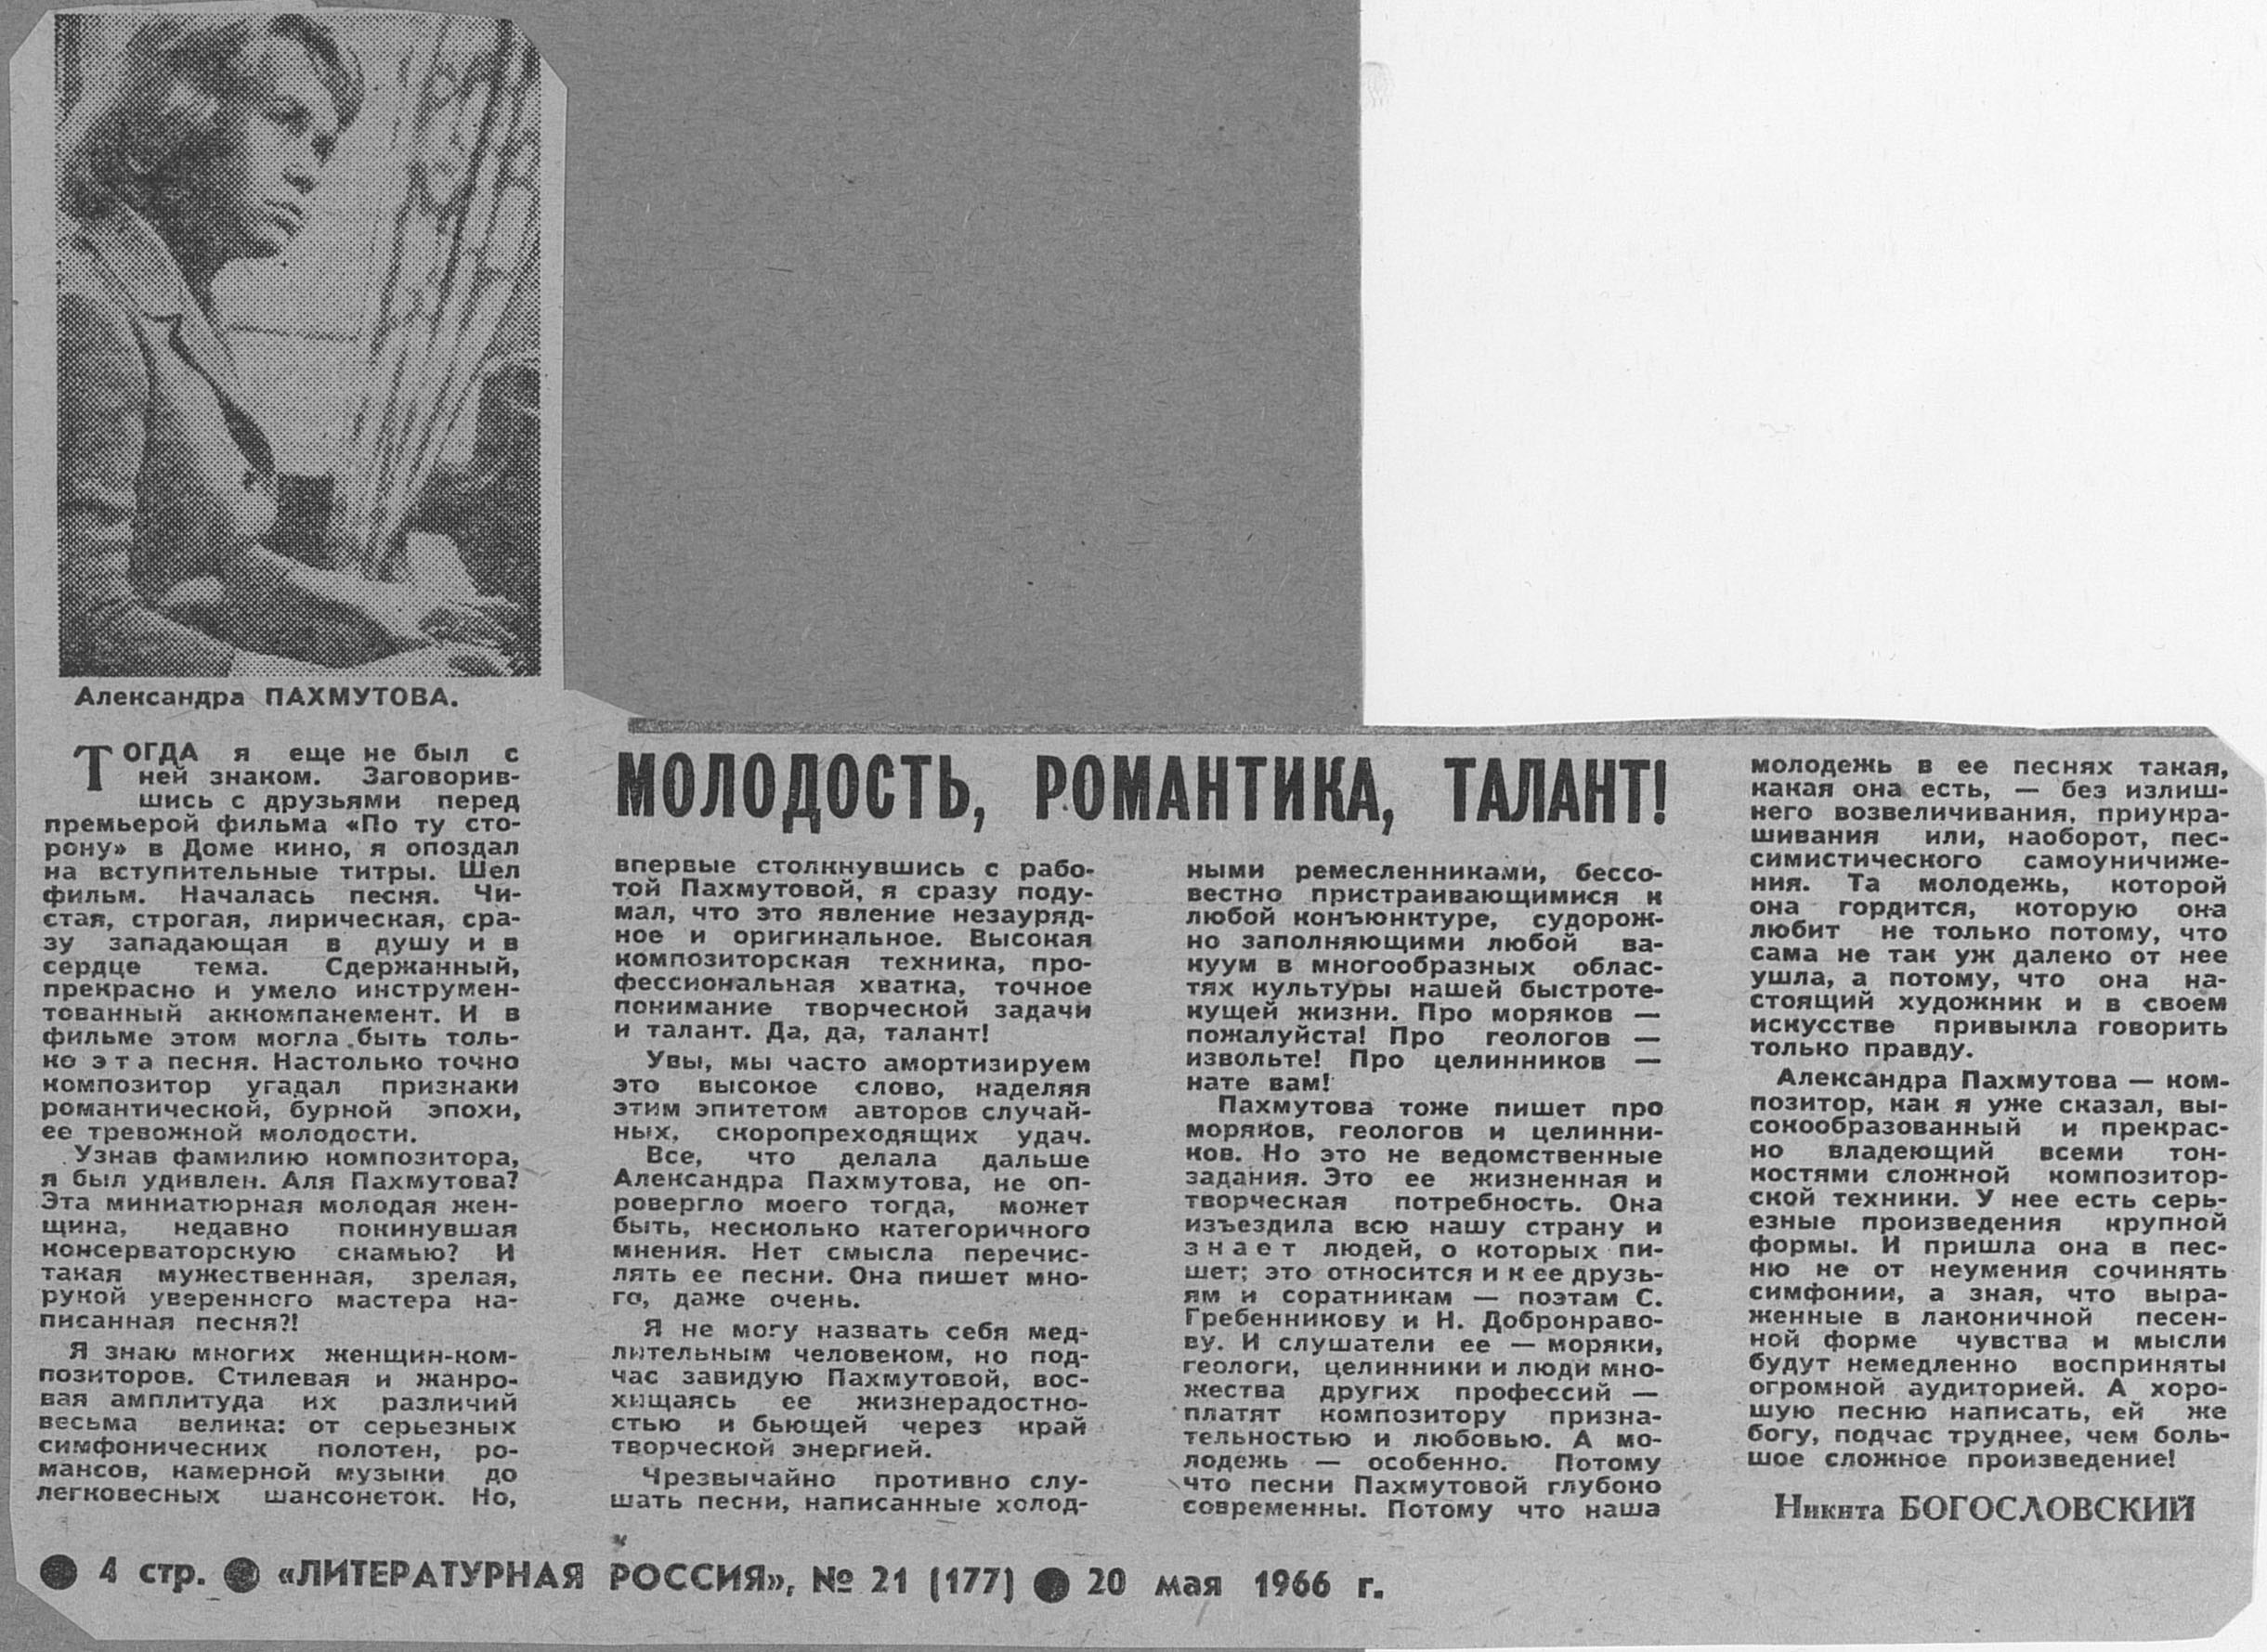 Александра ПАХМУТОВА.
ТОГДА я еще не был с
ней знаком. Заговорив-
шись с друзьями перед
премьерой фильма «По ту сто-
рону» в Доме кино, я опоздал
на вступительные титры. Шел
фильм. Началась песня. Чи-
стая, строгая, лирическая, сра-
зу западающая в душу и в
сердце тема. Сдержанный,
прекрасно и умело инструмен-
тованный аккомпанемент. И в
фильме этом могла быть толь-
ко э т а песня. Настолько точно
композитор угадал признаки
романтической, бурной эпохи,
ее тревожной молодости.
Узнав фамилию композитора,
я был удивлен. Аля Пахмутова?
Эта миниатюрная молодая жен-
щина, недавно покинувшая
консерваторскую скамью? И
такая мужественная, зрелая,
рукой уверенного мастера на-
писанная песня?!
Я знаю многих женщин-ком-
позиторов. Стилевая и жанро-
вая амплитуда их различий
весьма велика: от серьезных
симфонических полотен, ро-
мансов, камерной музыки до
легковесных шансонеток. Но,
МОЛОДОСТЬ, РОМАНТИКА, ТАЛАНТ!
впервые столкнувшись с рабо-
той Пахмутовой, я сразу поду-
мал, что это явление незауряд-
ное и оригинальное. Высокая
композиторская техника, про-
фессиональная хватка, точное
понимание творческой задачи
и талант. Да, да, талант!
Увы, мы часто амортизируем
это высокое слово, наделяя
этим эпитетом авторов случай-
ных, скоропреходящих удач.
Все, что делала дальше
Александра Пахмутова, не оп-
ровергло моего тогда, может
быть, несколько категоричного
мнения. Нет смысла перечис-
лять ее песни. Она пишет мно-
го, даже очень.
Я не могу назвать себя мед-
лительным человеком, но под-
час завидую Пахмутовой, вос-
хищаясь ее жизнерадостно-
стью и бьющей через край
творческой энергией.
Чрезвычайно противно слу-
шать песни, написанные холод-
ными ремесленниками, бессо-
вестно пристраивающимися к
любой конъюнктуре, судорож-
но заполняющими любой ва-
куум в многообразных облас-
тях культуры нашей быстроте-
кущей жизни. Про моряков —
пожалуйста! Про геологов —
извольте! Про целинников —
нате вам!
Пахмутова тоже пишет про
моряков, геологов и целинни-
ков. Но это не ведомственные
задания. Это ее жизненная и
творческая потребность. Она
изъездила всю нашу страну и
з н а е т людей, о которых пи-
шет; это относится и к ее друзь-
ям и соратникам — поэтам С.
Гребенникову и Н. Добронраво-
ву. И слушатели ее — моряки,
геологи, целинники и люди мно-
жества других профессий —
платят композитору призна-
тельностью и любовью. А мо-
лодежь — особенно. Потому
что песни Пахмутовой глубоко
современны. Потому что наша
молодежь в ее песнях такая,
какая она есть, — без излиш-
него возвеличивания, приукра-
шивания или, наоборот, пес-
симистического самоуничиже-
ния. Та молодежь, которой
она гордится, которую она
любит не только потому, что
сама не так уж далеко от нее
ушла, а потому, что она на-
стоящий художник и в своем
искусстве привыкла говорить
только правду.
Александра Пахмутова — ком-
позитор, как я уже сказал, вы-
сокообразованный и прекрас-
но владеющий всеми тон-
костями сложной композитор-
ской техники. У нее есть серь-
езные произведения крупной
формы. И пришла она в пес-
ню не от неумения сочинять
симфонии, а зная, что выра-
женные в лаконичной песен-
ной форме чувства и мысли
будут немедленно восприняты
огромной аудиторией. А хоро-
шую песню написать, ей же
богу, подчас труднее, чем боль-
шое сложное произведение!
Никита БОГОСЛОВСКИЙ
● 4 стр. ● «ЛИТЕРАТУРНАЯ РОССИЯ», № 21 (177) ● 20 мая 1966 г.